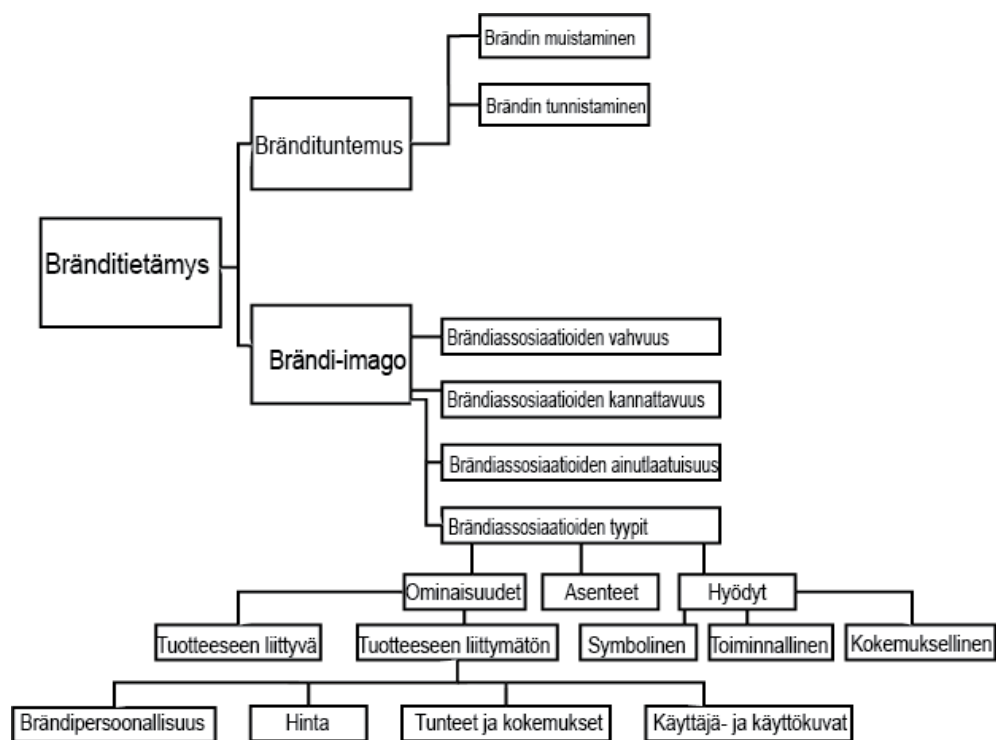 Brändin muistaminen
Brändin tunnistaminen
Brändituntemus
Bränditietämys
Brändi-imago
Brändiassosiaatioiden vahvuus
Brändiassosiaatioiden kannattavuus
Brändiassosiaatioiden ainutlaatuisuus
Brändiassosiaatioiden tyypit
Ominaisuudet
Asenteet
Hyödyt
Tuotteeseen liittyvä
Tuotteeseen liittymätön
Symbolinen
Toiminnallinen
Kokemuksellinen
Brändipersoonallisuus
Hinta
Tunteet ja kokemukset
Käyttäjä- ja käyttökuvat